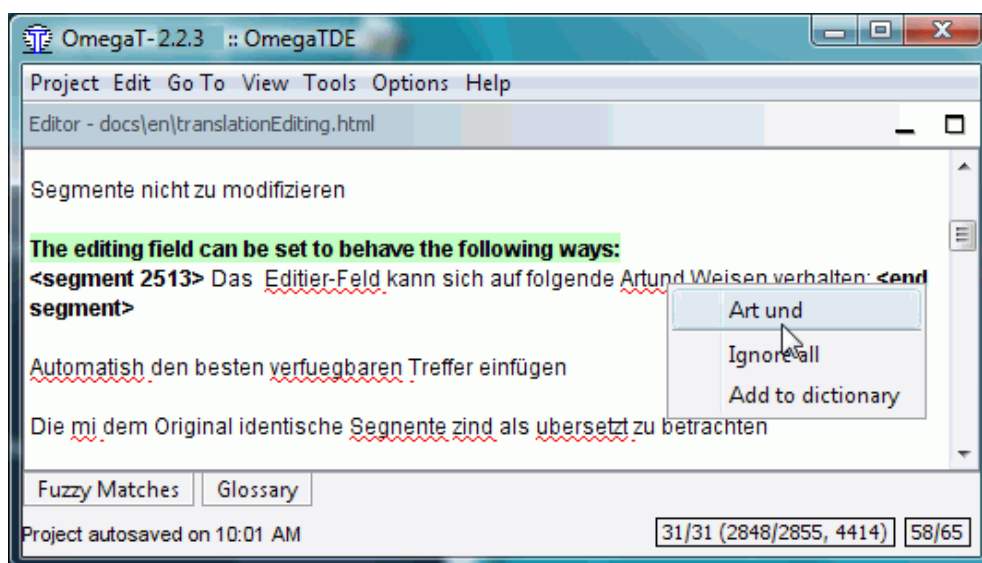 OmegaT-2.2.3 :: OmegaTDE
Project Edit Go To View Tools Options Help
Editor - docs\en\translationEditing.html
Segmente nicht zu modifizieren
The editing field can be set to behave the following ways:
<segment 2513> Das Editier-Feld kann sich auf folgende Artund Weisen verhalten: <end
segment>
Art und
Ignore all
Add to dictionary
Automatish den besten verfuegbaren Treffer einfügen
Die mi dem Original identische Segnente zind als ubersetzt zu betrachten
Fuzzy Matches Glossary
Project autosaved on 10:01 AM 31/31 (2848/2855, 4414) 58/65